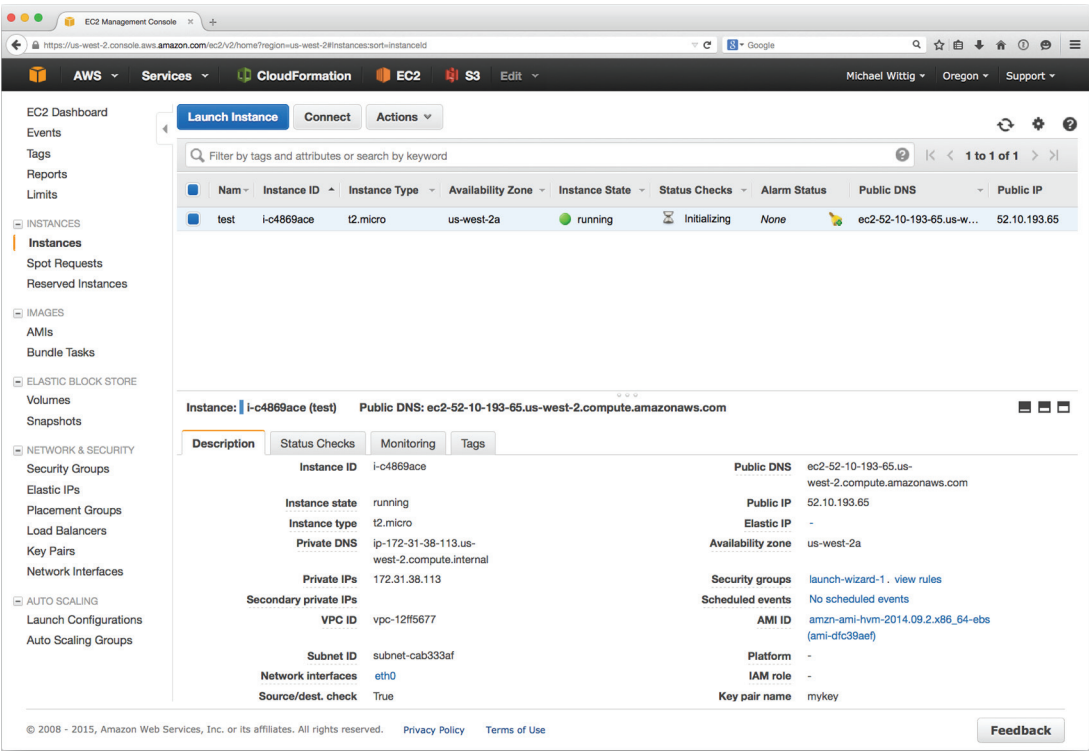 EC2 Management Console
https://us-west-2.console.aws.amazon.com/ec2/v2/home?region=us-west-2#Instances:sort=instanceId
Google
AWS Services CloudFormation EC2 S3 Edit Michael Wittig Oregon Support
EC2 Dashboard
Events
Tags
Reports
Limits
INSTANCES
Instances
Spot Requests
Reserved Instances
IMAGES
AMIs
Bundle Tasks
ELASTIC BLOCK STORE
Volumes
Snapshots
NETWORK & SECURITY
Security Groups
Elastic IPs
Placement Groups
Load Balancers
Key Pairs
Network Interfaces
AUTO SCALING
Launch Configurations
Auto Scaling Groups
Launch Instance Connect Actions
Filter by tags and attributes or search by keyword 1 to 1 of 1
Nam Instance ID Instance Type Availability Zone Instance State Status Checks Alarm Status Public DNS Public IP
test i-c4869ace t2.micro us-west-2a running Initializing None ec2-52-10-193-65.us-w... 52.10.193.65
Instance: i-c4869ace (test) Public DNS: ec2-52-10-193-65.us-west-2.compute.amazonaws.com
Description Status Checks Monitoring Tags
Instance ID i-c4869ace
Instance state running
Instance type t2.micro
Private DNS ip-172-31-38-113.us-
west-2.compute.internal
Private IPs 172.31.38.113
Secondary private IPs
VPC ID vpc-12ff5677
Subnet ID subnet-cab333af
Network interfaces eth0
Source/dest. check True
Public DNS ec2-52-10-193-65.us-
west-2.compute.amazonaws.com
Public IP 52.10.193.65
Elastic IP -
Availability zone us-west-2a
Security groups launch-wizard-1. view rules
Scheduled events No scheduled events
AMI ID amzn-ami-hvm-2014.09.2.x86_64-ebs
(ami-dfc39aef)
Platform -
IAM role -
Key pair name mykey
© 2008 - 2015, Amazon Web Services, Inc. or its affiliates. All rights reserved. Privacy Policy Terms of Use
Feedback